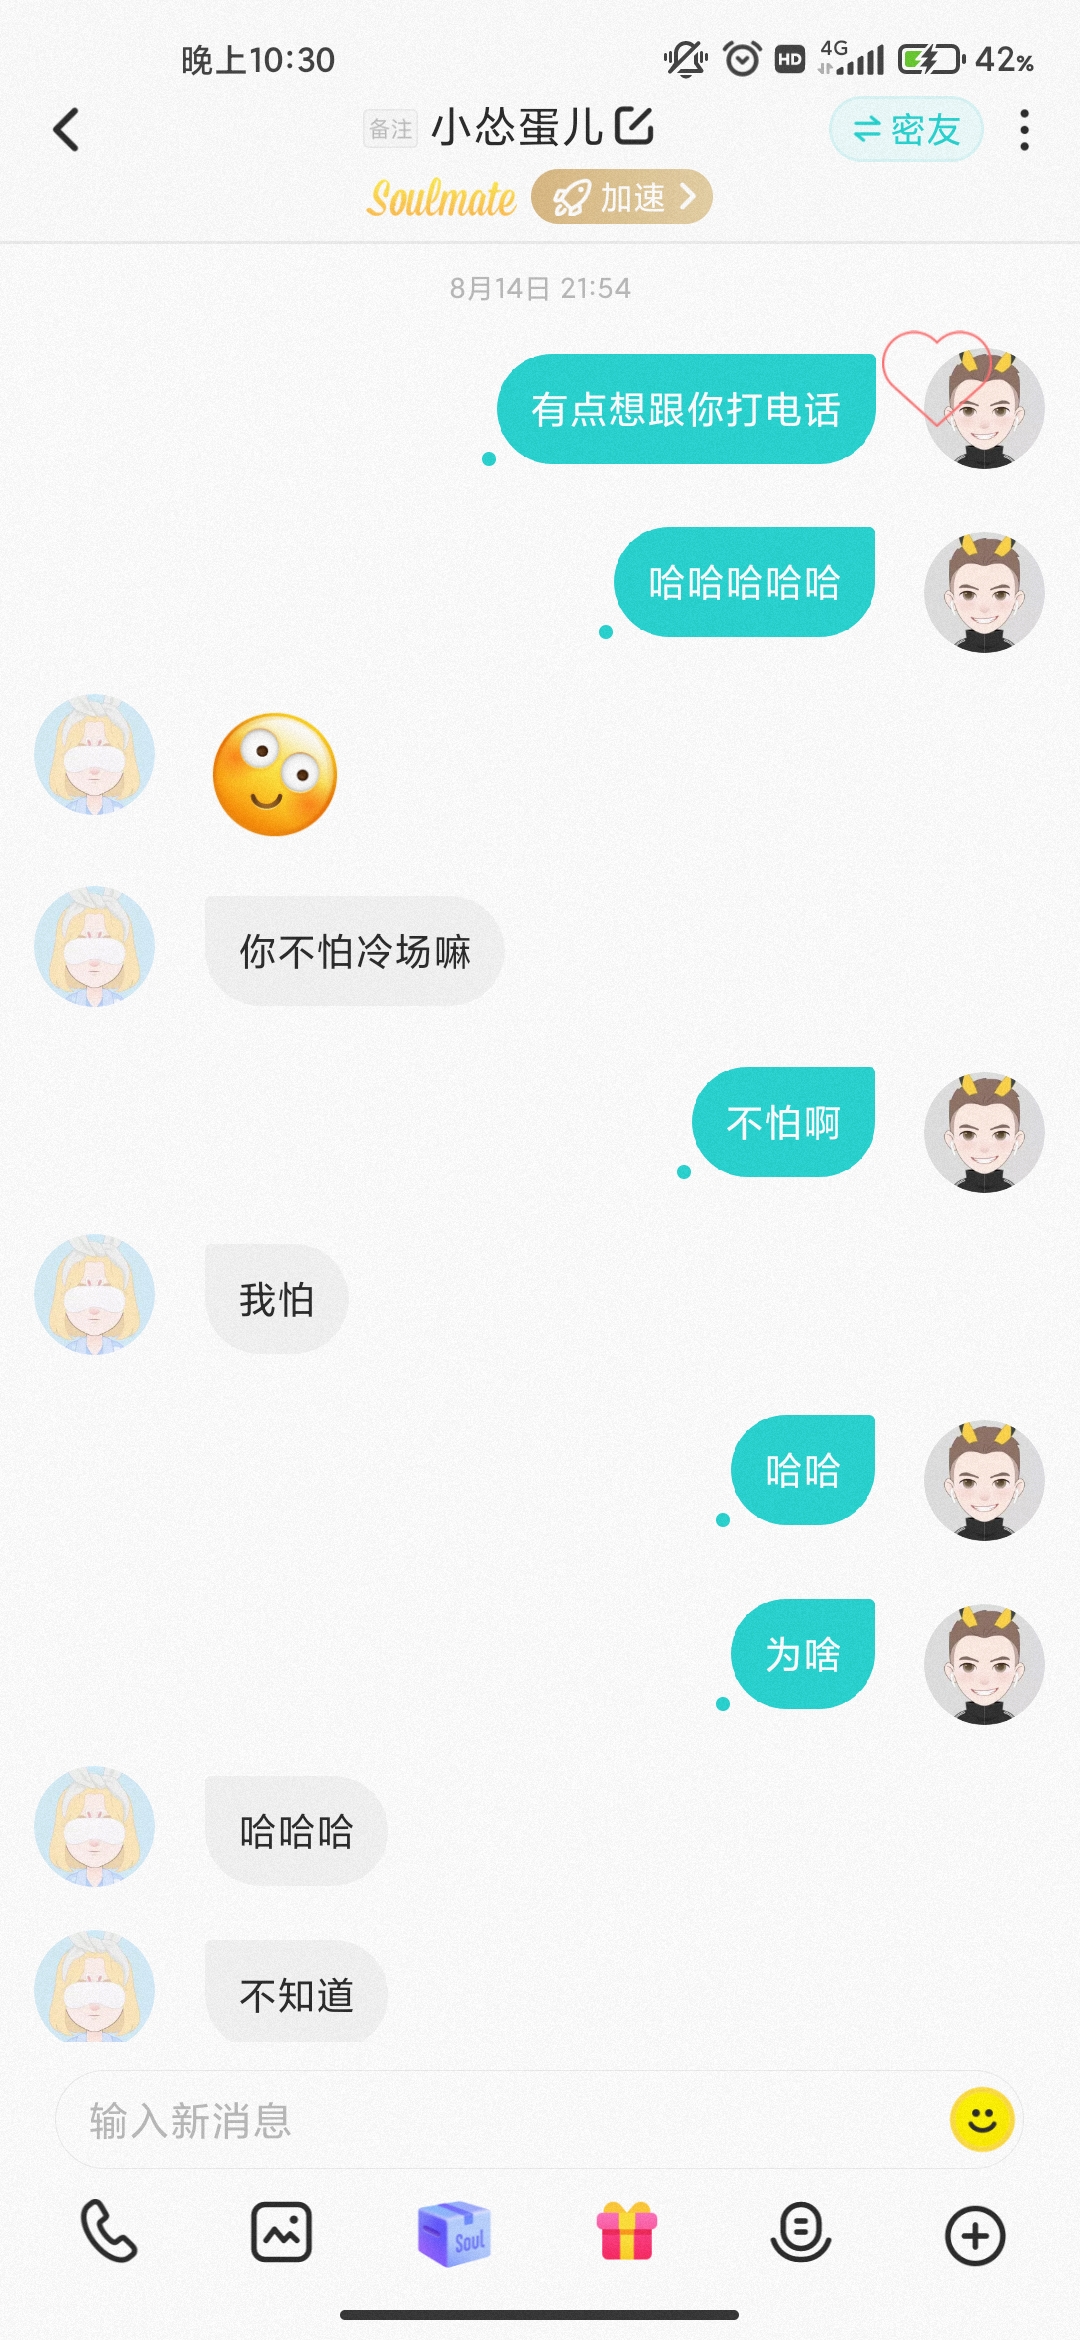 晚上10:30
HD
4G
42%
备注 小怂蛋儿
密友
Soulmate
加速
8月14日 21:54
有点想跟你打电话
哈哈哈哈哈
你不怕冷场嘛
不怕啊
我怕
哈哈
为啥
哈哈哈
不知道
输入新消息
Soul